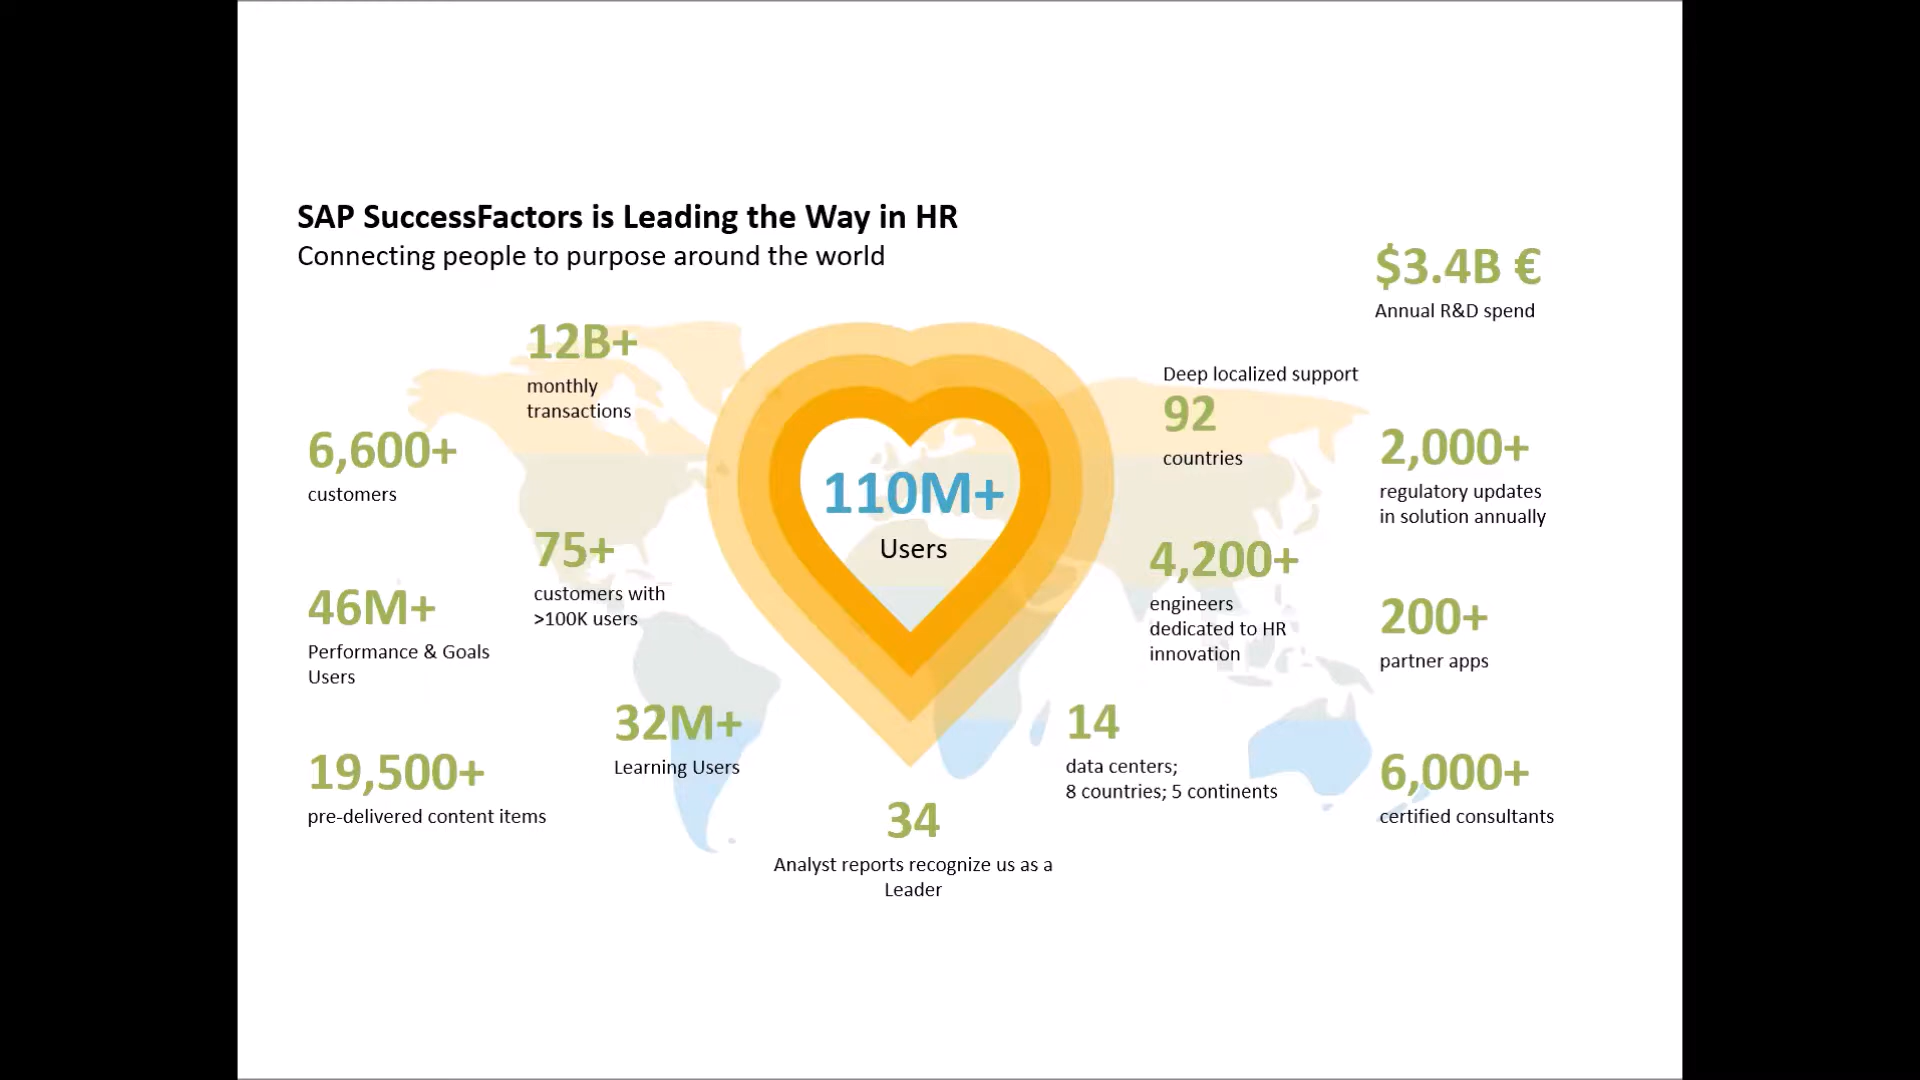 SAP SuccessFactors is Leading the Way in HR
Connecting people to purpose around the world
$3.4B €
Annual R&D spend
12B+
monthly
transactions
Deep localized support
92
countries
6,600+
customers
2,000+
regulatory updates
in solution annually
110M+
Users
75+
customers with
>100K users
4,200+
engineers
dedicated to HR
innovation
46M+
Performance & Goals
Users
200+
partner apps
32M+
Learning Users
14
data centers;
8 countries; 5 continents
19,500+
pre-delivered content items
6,000+
certified consultants
34
Analyst reports recognize us as a
Leader